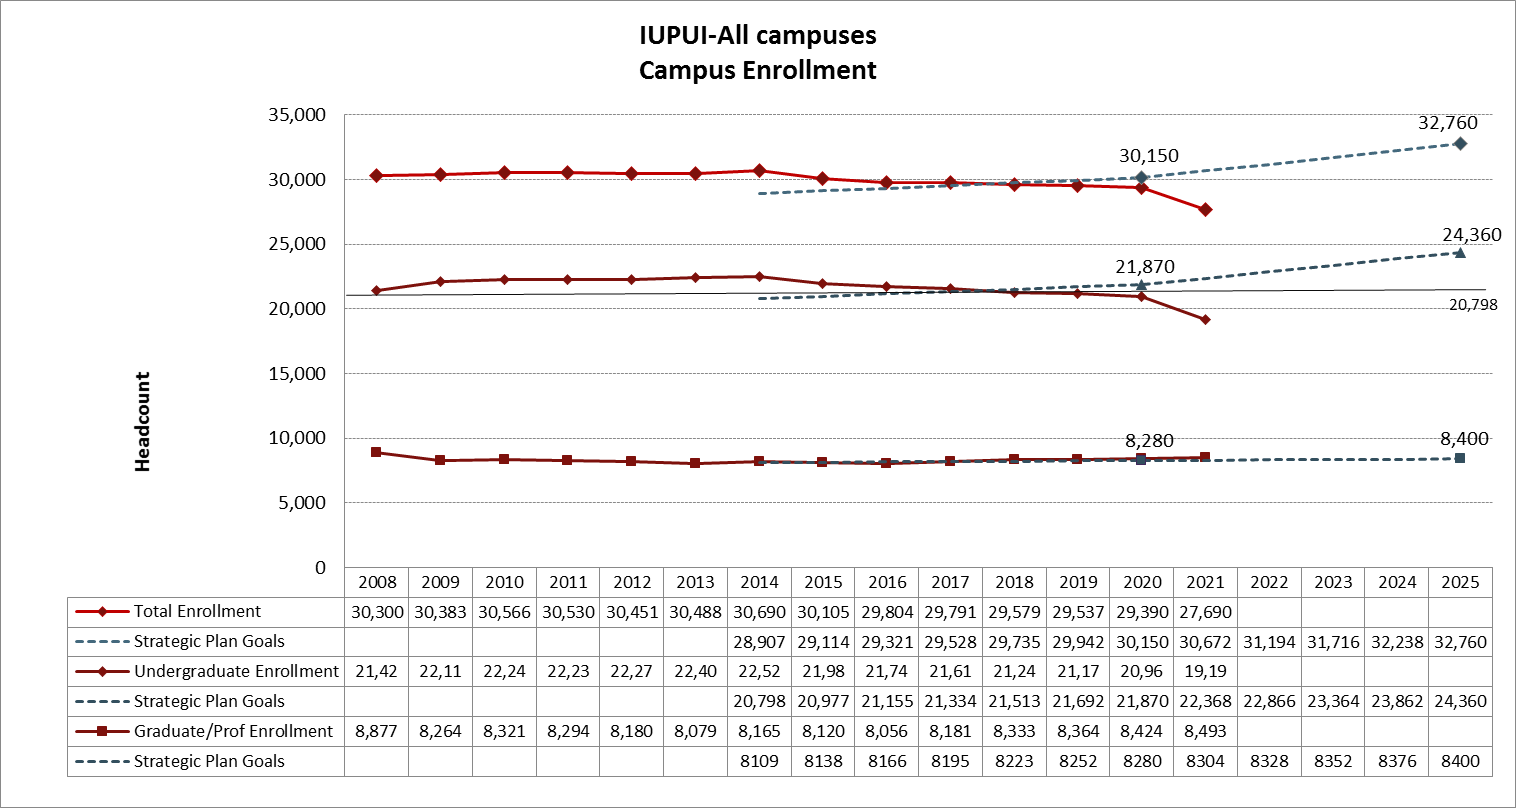 IUPUI-All campuses
Campus Enrollment
35,000
30,000
25,000
20,000
15,000
10,000
5,000
0
Headcount
30,150
32,760
21,870
24,360
20,798
8,280
8,400
2008 2009 2010 2011 2012 2013 2014 2015 2016 2017 2018 2019 2020 2021 2022 2023 2024 2025
Total Enrollment 30,300 30,383 30,566 30,530 30,451 30,488 30,690 30,105 29,804 29,791 29,579 29,537 29,390 27,690
Strategic Plan Goals 28,907 29,114 29,321 29,528 29,735 29,942 30,150 30,672 31,194 31,716 32,238 32,760
Undergraduate Enrollment 21,42 22,11 22,24 22,23 22,27 22,40 22,52 21,98 21,74 21,61 21,24 21,17 20,96 19,19
Strategic Plan Goals 20,798 20,977 21,155 21,334 21,513 21,692 21,870 22,368 22,866 23,364 23,862 24,360
Graduate/Prof Enrollment 8,877 8,264 8,321 8,294 8,180 8,079 8,165 8,120 8,056 8,181 8,333 8,364 8,424 8,493
Strategic Plan Goals 8109 8138 8166 8195 8223 8252 8280 8304 8328 8352 8376 8400